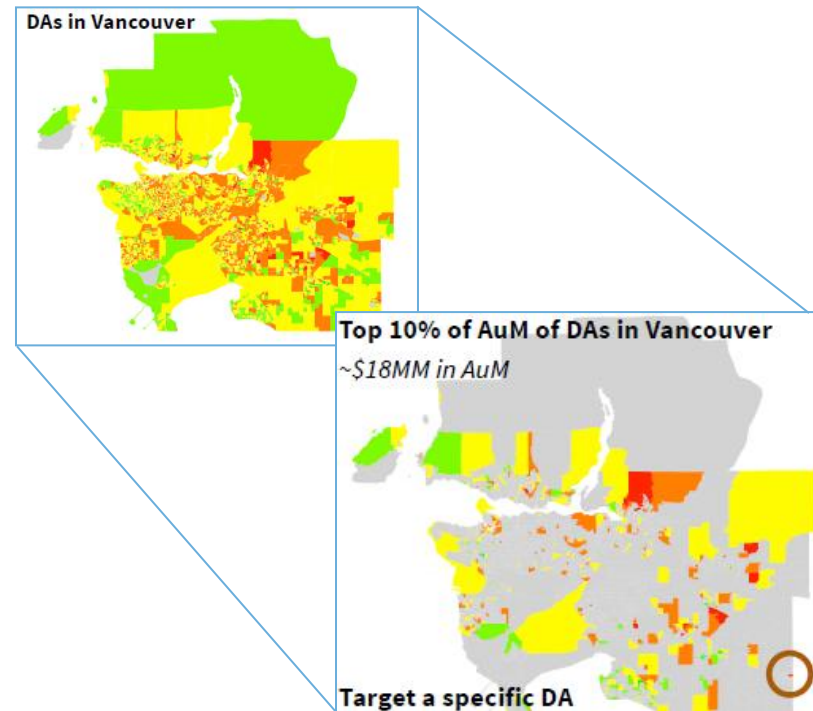 DAs in Vancouver
Top 10% of AuM of DAs in Vancouver
~$18MM in AuM
Target a specific DA